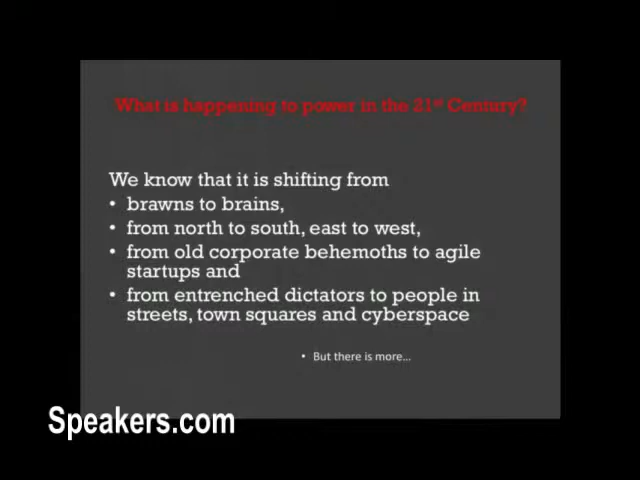 What is happening to power in the 21st Century?
We know that it is shifting from
• brawns to brains,
• from north to south, east to west,
• from old corporate behemoths to agile
startups and
• from entrenched dictators to people in
streets, town squares and cyberspace
• But there is more...
Speakers.com